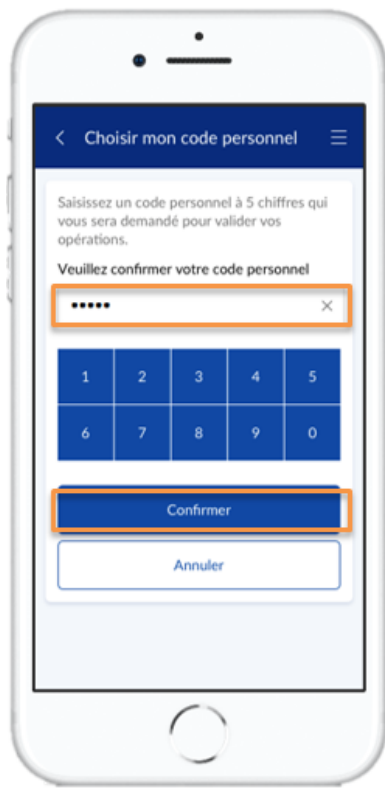 Choisir mon code personnel
Saisissez un code personnel à 5 chiffres qui
vous sera demandé pour valider vos
opérations.
Veuillez confirmer votre code personnel
•••••
1 2 3 4 5
6 7 8 9 0
Confirmer
Annuler